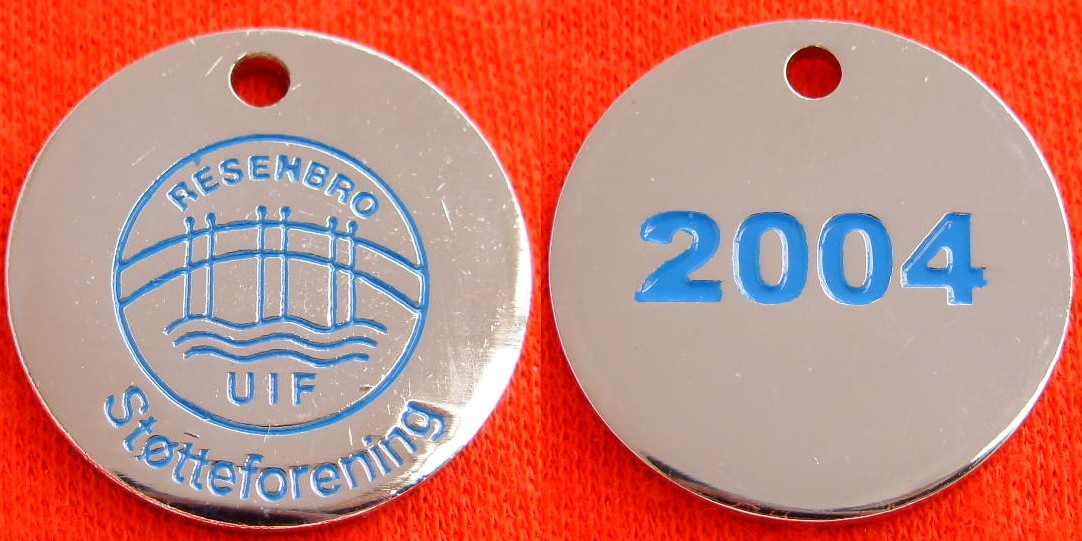 RESENBRO
UIF
Støtteforening
2004